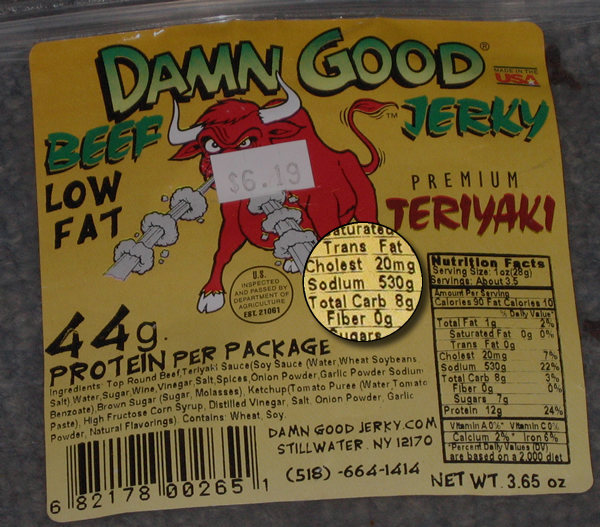 DAMN GOOD®
MADE IN THE
USA
BEEF JERKY™
LOW
FAT
$6.19
PREMIUM
TERIYAKI
U.S.
INSPECTED
AND PASSED BY
DEPARTMENT OF
AGRICULTURE
EST. 21061
aturated
Trans Fat
Cholest 20mg
Sodium 530g
Total Carb 8g
Fiber 0g
Sugars
44g.
PROTEIN PER PACKAGE
Ingredients: Top Round Beef,Teriyaki Sauce(Soy Sauce (Water,Wheat Soybeans
Salt) Water,Sugar,Wine,Vinegar,Salt,Spices,Onion Powder,Garlic Powder Sodium
Benzoate),Brown Sugar (Sugar, Molasses), Ketchup(Tomato Puree (Water Tomato
Paste), High Fructose Corn Syrup, Distilled Vinegar, Salt, Onion Powder, Garlic
Powder, Natural Flavorings). Contains: Wheat, Soy.
Nutrition Facts
Serving Size: 1oz(28g)
Servings: About 3.5
Amount Per Serving
Calories 90 Fat Calories 10
% Daily Value*
Total Fat 1g 2%
Saturated Fat 0g 0%
Trans Fat 0g
Cholest 20mg 7%
Sodium 530g 22%
Total Carb 8g 3%
Fiber 0g 0%
Sugars 7g
Protein 12g 24%
Vitamin A 0%* Vitamin C 0%
Calcium 2%* Iron 6%
*Percent Daily Values (DV)
are based on a 2,000 diet
DAMN GOOD JERKY.COM
STILLWATER, NY 12170
(518) -664-1414
NET WT. 3.65 oz
6 82178 00265 1